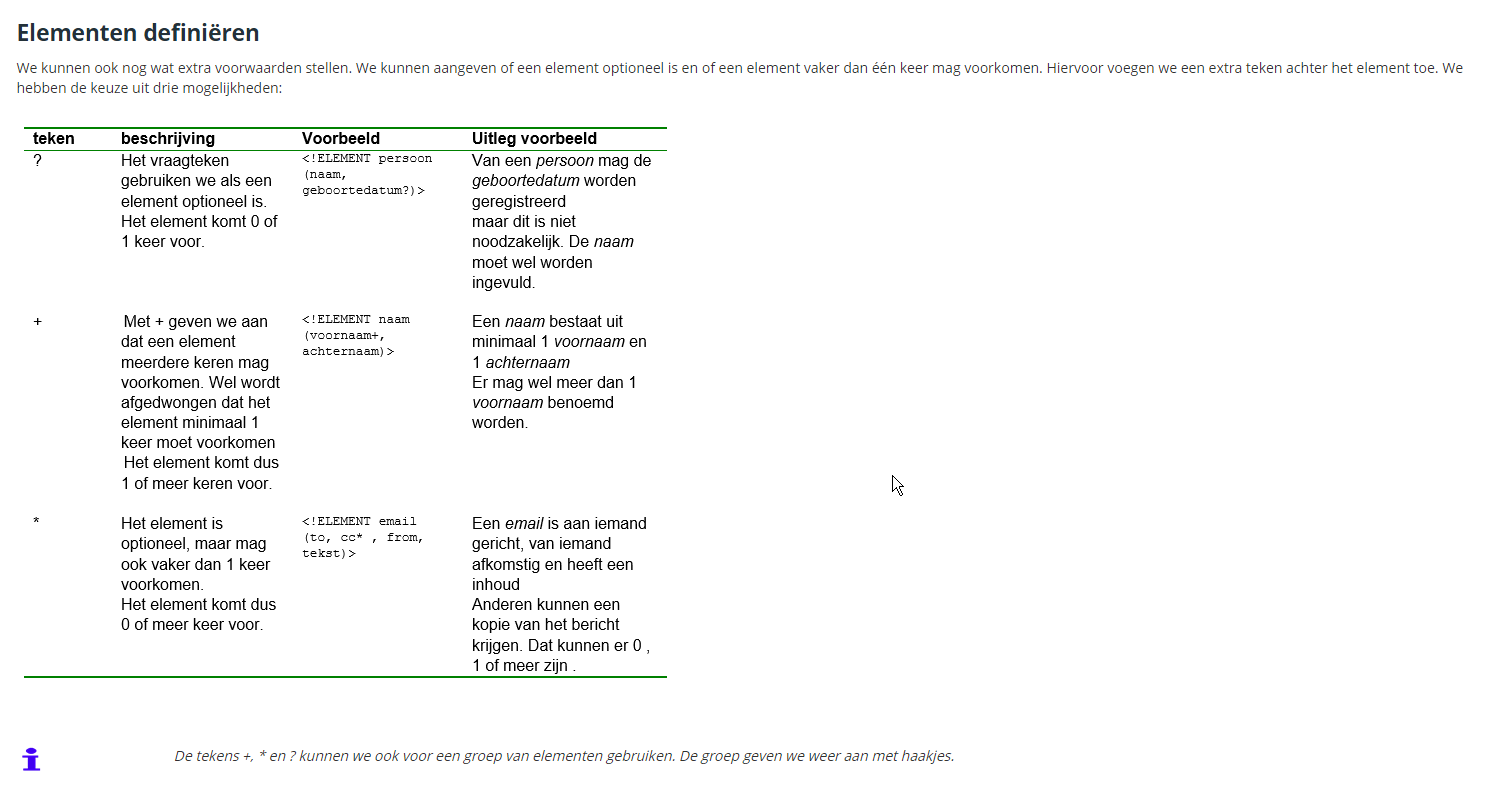 Elementen definiëren
We kunnen ook nog wat extra voorwaarden stellen. We kunnen aangeven of een element optioneel is en of een element vaker dan één keer mag voorkomen. Hiervoor voegen we een extra teken achter het element toe. We
hebben de keuze uit drie mogelijkheden:
teken beschrijving Voorbeeld Uitleg voorbeeld
?
Het vraagteken
gebruiken we als een
element optioneel is.
Het element komt 0 of
1 keer voor.
<!ELEMENT persoon
(naam,
geboortedatum?)>
Van een persoon mag de
geboortedatum worden
geregistreerd
maar dit is niet
noodzakelijk. De naam
moet wel worden
ingevuld.
+
Met + geven we aan
dat een element
meerdere keren mag
voorkomen. Wel wordt
afgedwongen dat het
element minimaal 1
keer moet voorkomen
Het element komt dus
1 of meer keren voor.
<!ELEMENT naam
(voornaam+,
achternaam)>
Een naam bestaat uit
minimaal 1 voornaam en
1 achternaam
Er mag wel meer dan 1
voornaam benoemd
worden.
*
Het element is
optioneel, maar mag
ook vaker dan 1 keer
voorkomen.
Het element komt dus
0 of meer keer voor.
<!ELEMENT email
(to, cc* , from,
tekst)>
Een email is aan iemand
gericht, van iemand
afkomstig en heeft een
inhoud
Anderen kunnen een
kopie van het bericht
krijgen. Dat kunnen er 0 ,
1 of meer zijn .
De tekens +, * en ? kunnen we ook voor een groep van elementen gebruiken. De groep geven we weer aan met haakjes.